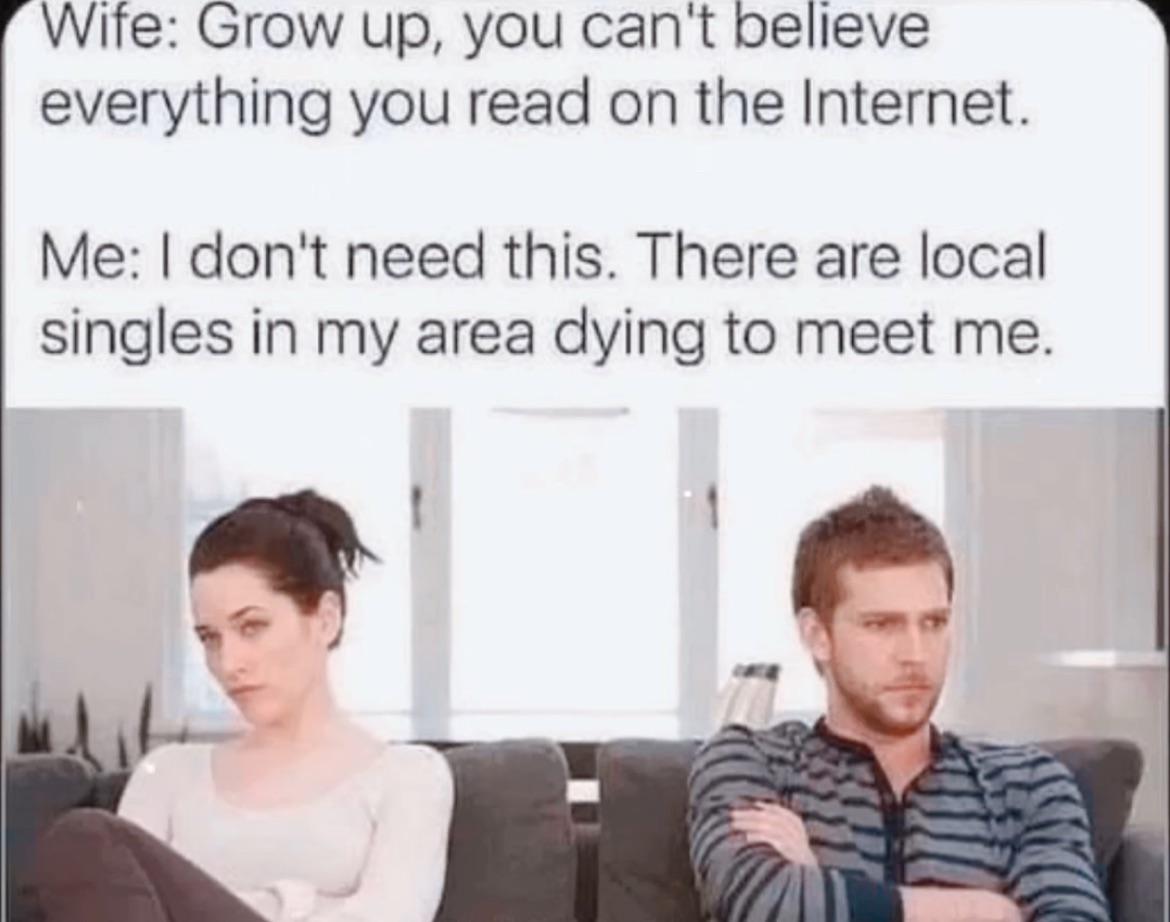 Wife: Grow up, you can't believe
everything you read on the Internet.
Me: I don't need this. There are local
singles in my area dying to meet me.